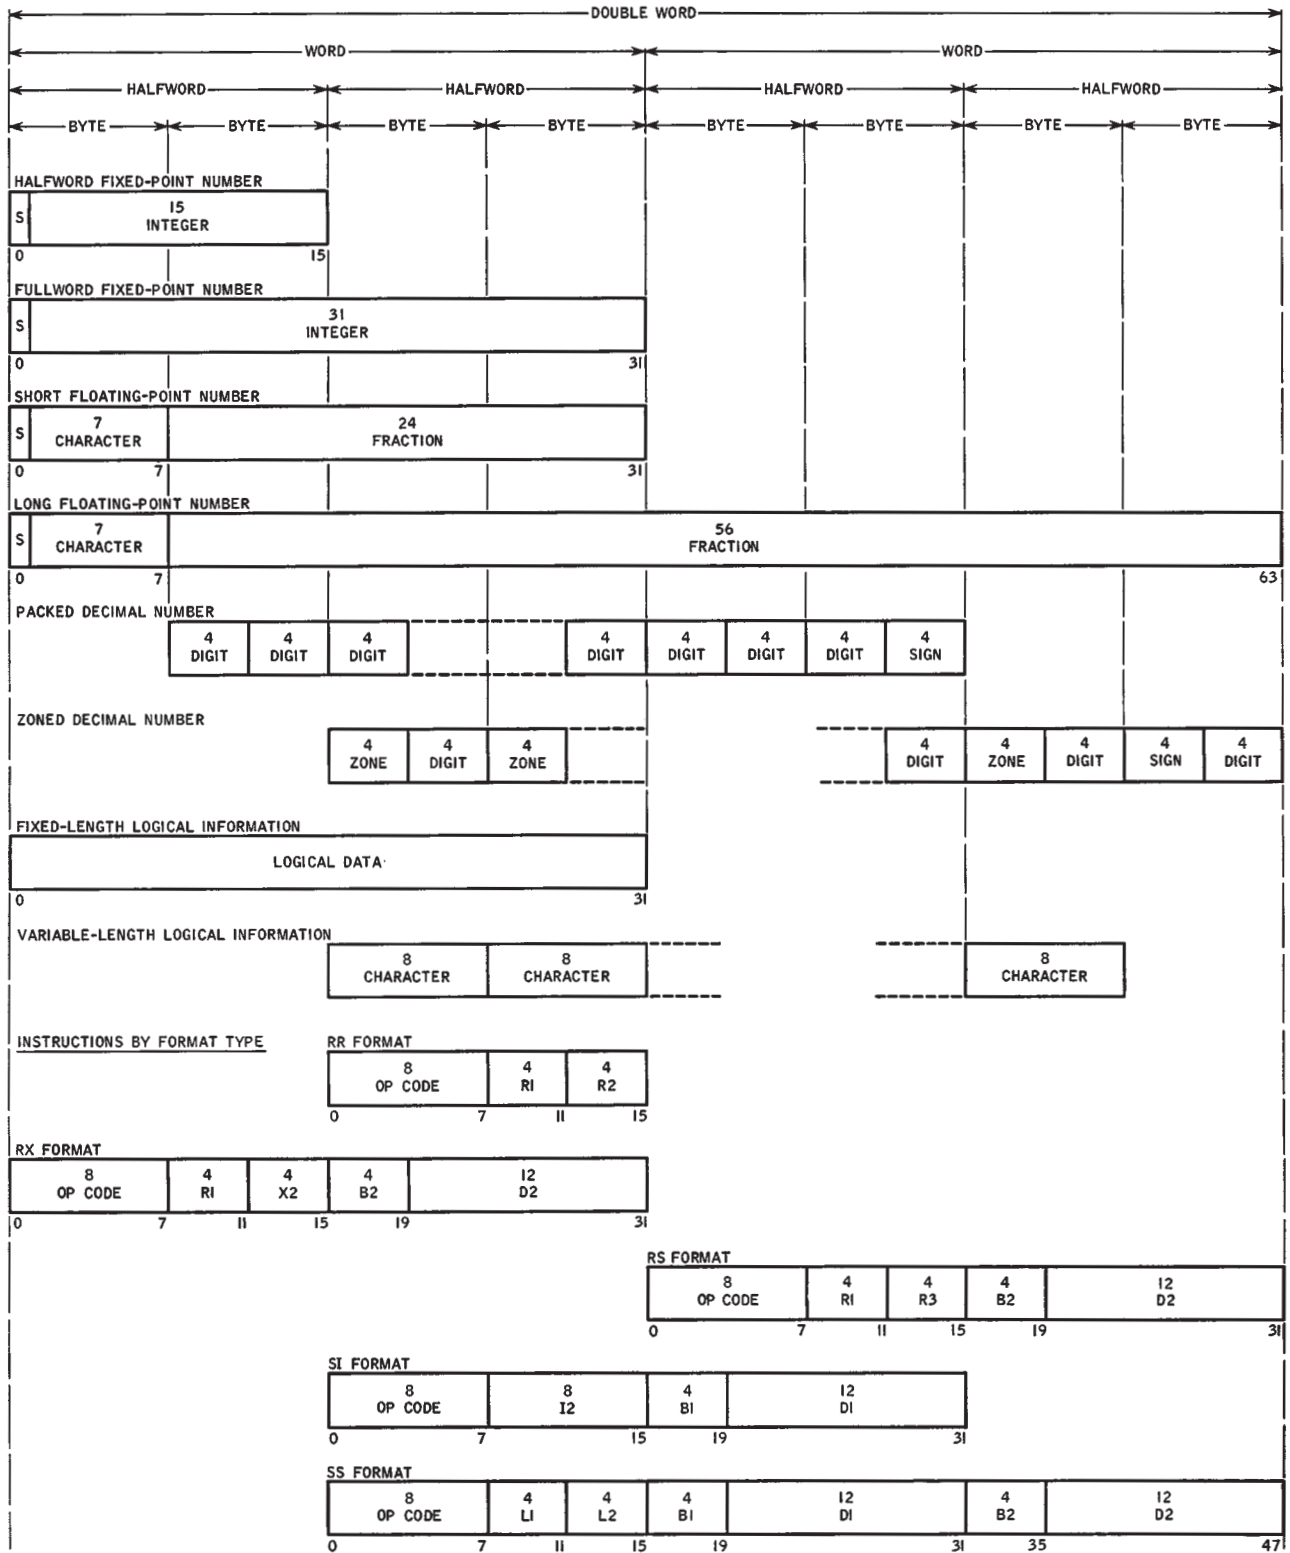 DOUBLE WORD
WORD WORD
HALFWORD HALFWORD HALFWORD HALFWORD
BYTE BYTE BYTE BYTE BYTE BYTE BYTE BYTE
HALFWORD FIXED-POINT NUMBER
S 15
INTEGER
0 15
FULLWORD FIXED-POINT NUMBER
S 31
INTEGER
0 31
SHORT FLOATING-POINT NUMBER
S 7 24
CHARACTER FRACTION
0 7 31
LONG FLOATING-POINT NUMBER
S 7 56
CHARACTER FRACTION
0 7 63
PACKED DECIMAL NUMBER
4 4 4 4 4 4 4 4
DIGIT DIGIT DIGIT DIGIT DIGIT DIGIT DIGIT SIGN
ZONED DECIMAL NUMBER
4 4 4 4 4 4 4 4
ZONE DIGIT ZONE DIGIT ZONE DIGIT SIGN DIGIT
FIXED-LENGTH LOGICAL INFORMATION
LOGICAL DATA
0 31
VARIABLE-LENGTH LOGICAL INFORMATION
8 8 8
CHARACTER CHARACTER CHARACTER
INSTRUCTIONS BY FORMAT TYPE RR FORMAT
8 4 4
OP CODE R1 R2
0 7 11 15
RX FORMAT
8 4 4 4 12
OP CODE R1 X2 B2 D2
0 7 11 15 19 31
RS FORMAT
8 4 4 4 12
OP CODE R1 R3 B2 D2
0 7 11 15 19 31
SI FORMAT
8 8 4 12
OP CODE I2 B1 D1
0 7 15 19 31
SS FORMAT
8 4 4 4 12 4 12
OP CODE L1 L2 B1 D1 B2 D2
0 7 11 15 19 31 35 47